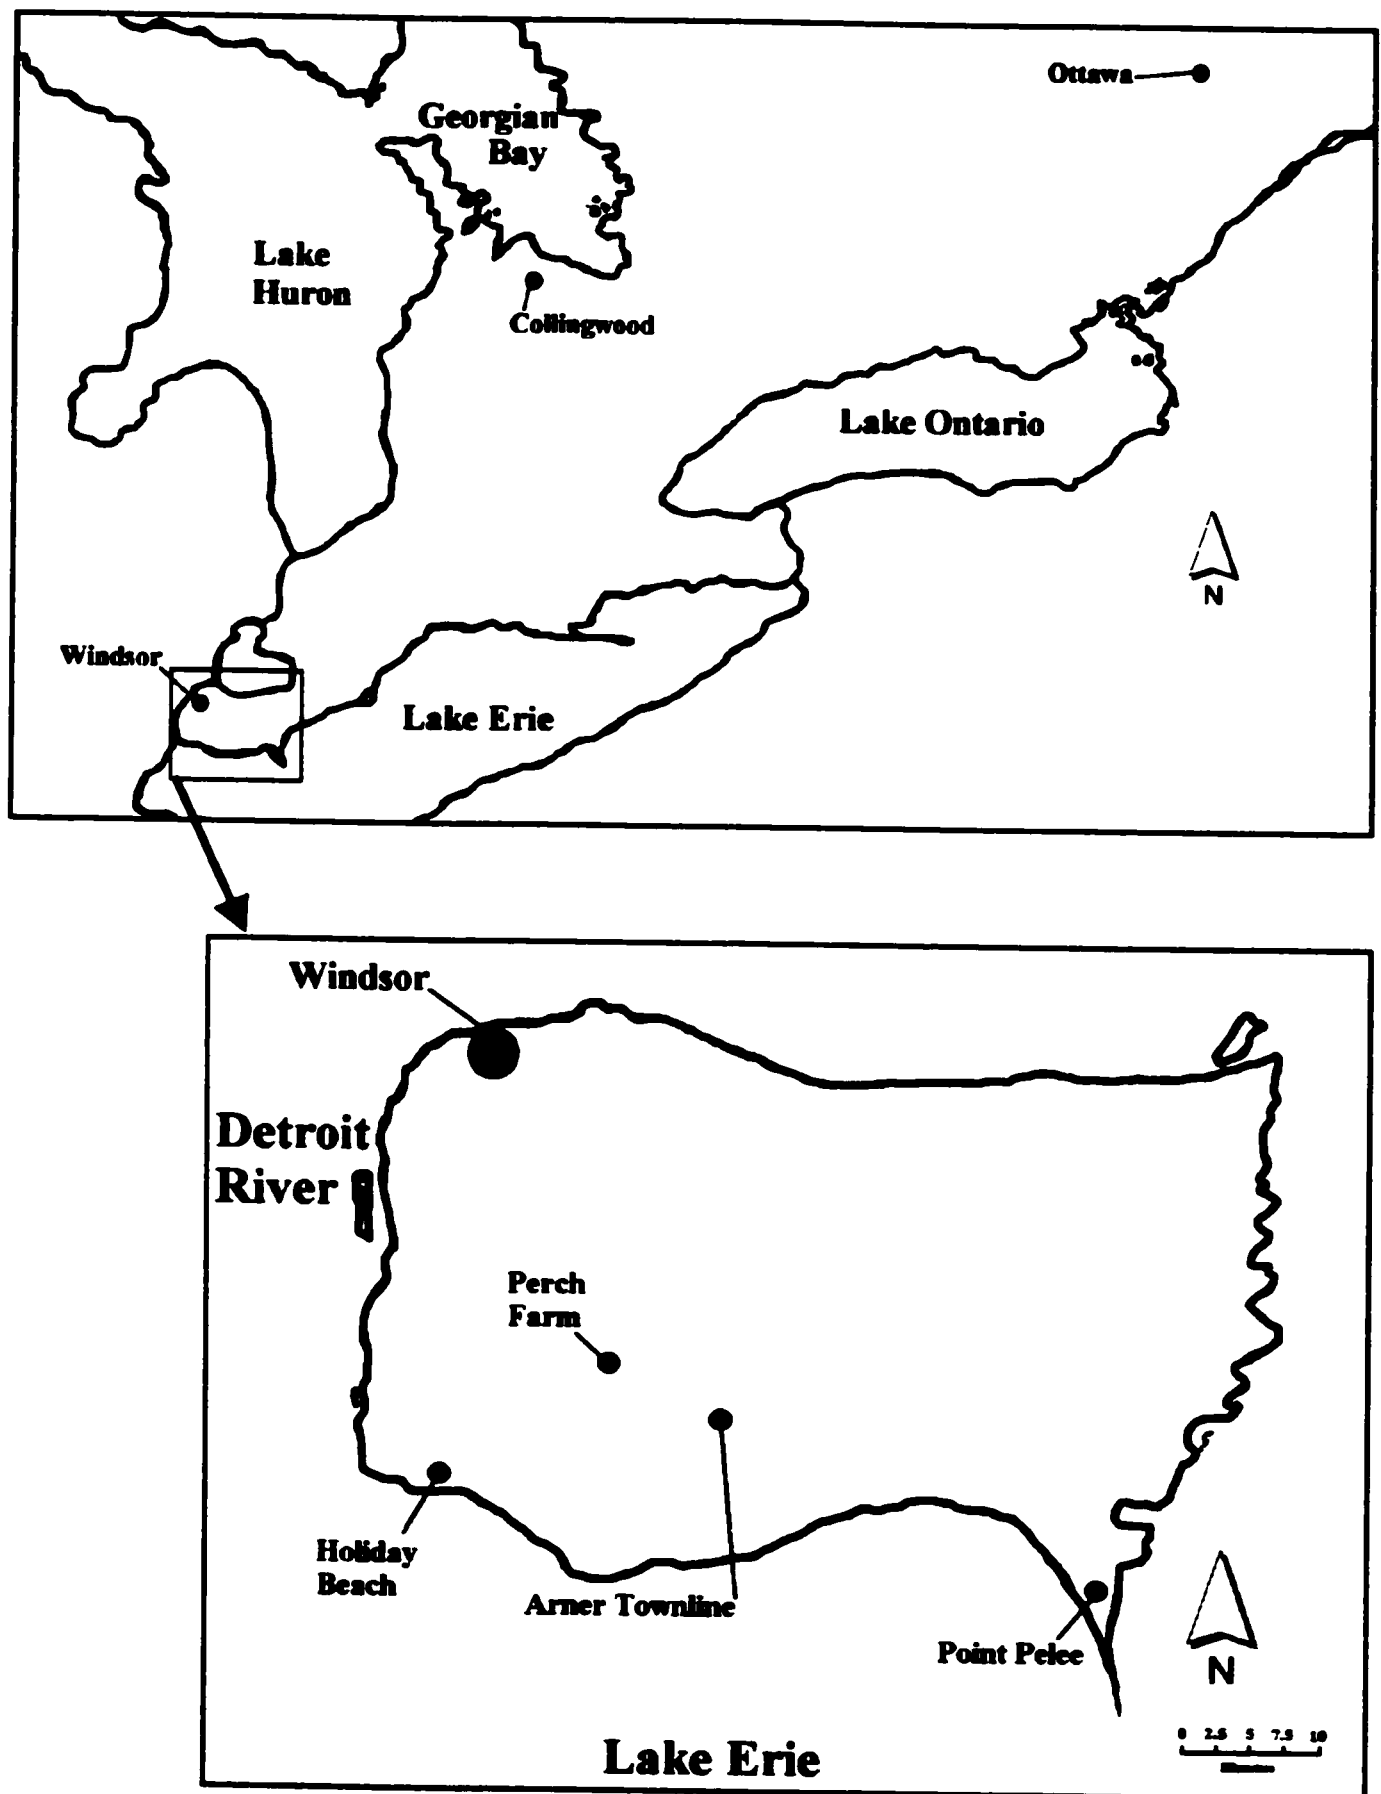 Ottawa
Georgian
Bay
Lake
Huron
Collingwood
Lake Ontario
N
Windsor
Lake Erie
Windsor
Detroit
River
Perch
Farm
Holiday
Beach
Arner Townline
Point Pelee
N
0 2.5 5 7.5 10
Kilometers
Lake Erie